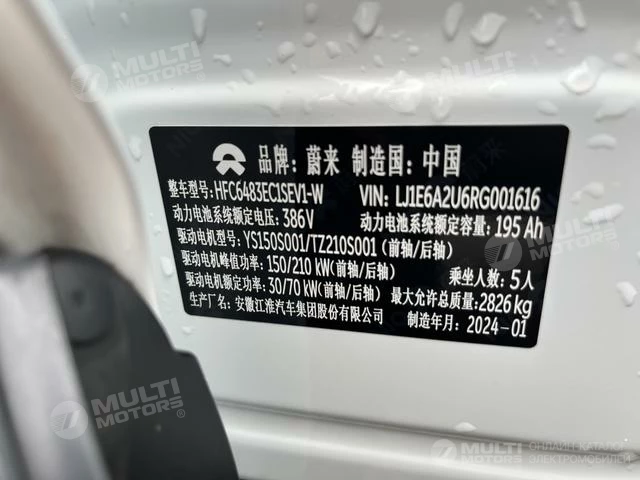 MULTI
MOTORS
品牌：蔚来 制造国：中国
整车型号：HFC6483EC1SEV1-W VIN：LJ1E6A2U6RG001616
动力电池系统额定电压：386V 动力电池系统额定容量：195 Ah
驱动电机型号：YS150S001/TZ210S001 (前轴/后轴)
驱动电机峰值功率：150/210 kW(前轴/后轴) 乘坐人数：5人
驱动电机额定功率：30/70 kW(前轴/后轴) 最大允许总质量：2826 kg
生产厂名：安徽江淮汽车集团股份有限公司 制造年月：2024-01
MULTI
MOTORS
MULTI
MOTORS
ОНЛАЙН-КАТАЛОГ
ЭЛЕКТРОМОБИЛЕЙ